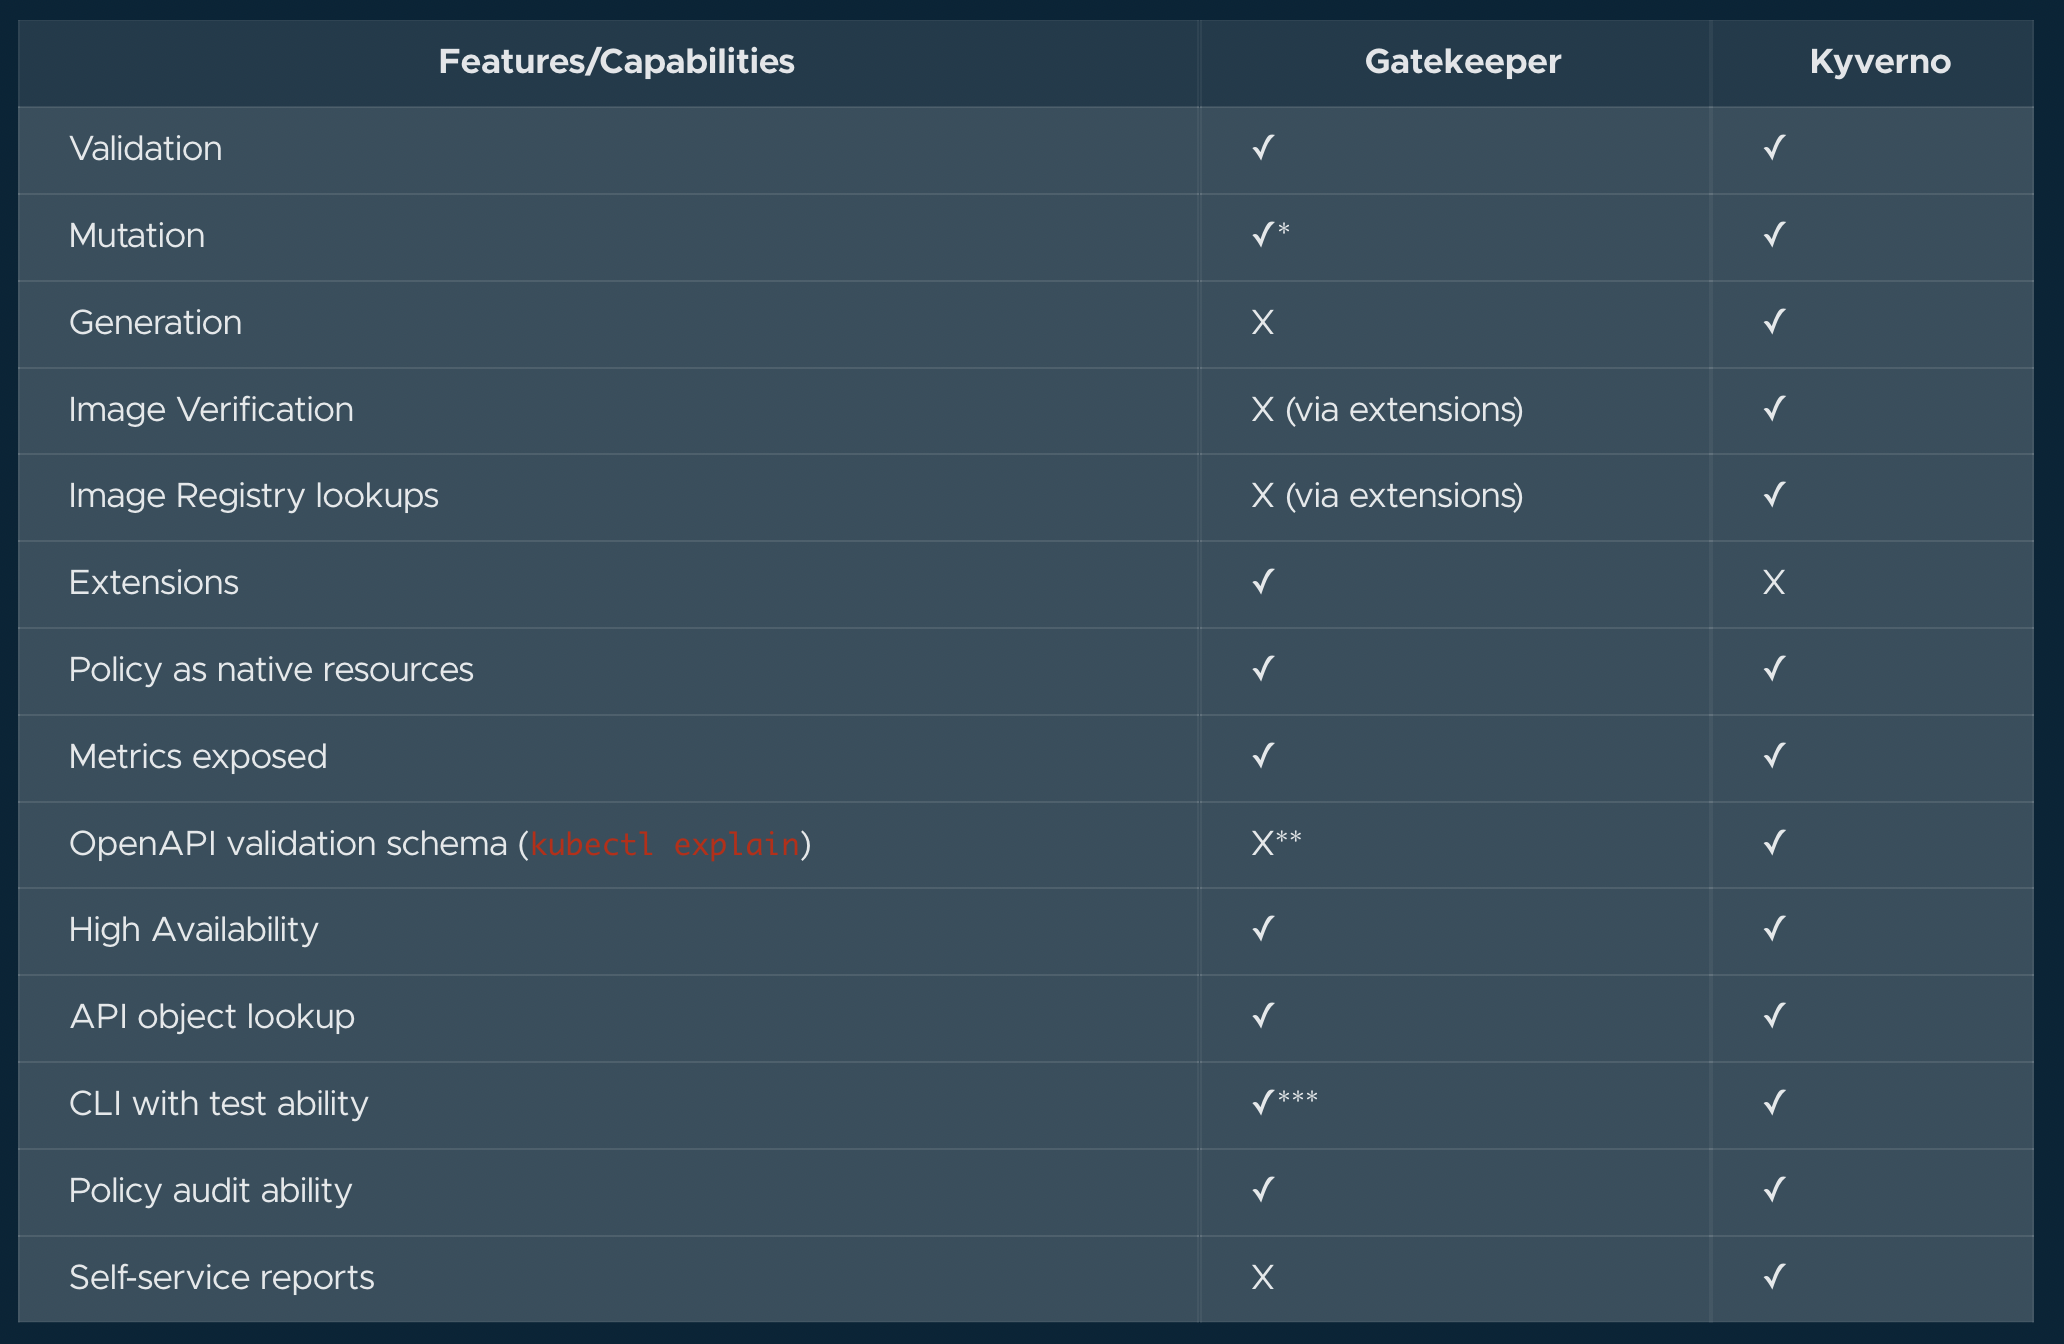 Features/Capabilities Gatekeeper Kyverno
Validation ✓ ✓
Mutation ✓* ✓
Generation X ✓
Image Verification X (via extensions) ✓
Image Registry lookups X (via extensions) ✓
Extensions ✓ X
Policy as native resources ✓ ✓
Metrics exposed ✓ ✓
OpenAPI validation schema (kubectl explain) X** ✓
High Availability ✓ ✓
API object lookup ✓ ✓
CLI with test ability ✓*** ✓
Policy audit ability ✓ ✓
Self-service reports X ✓